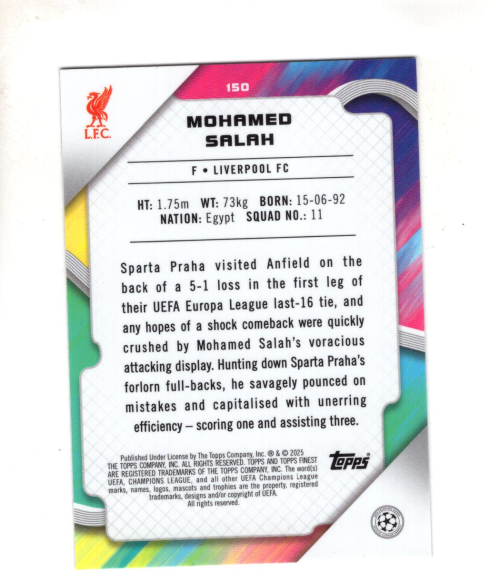 150
L.F.C.
MOHAMED
SALAH
F • LIVERPOOL FC
HT: 1.75m WT: 73kg BORN: 15-06-92
NATION: Egypt SQUAD NO.: 11
Sparta Praha visited Anfield on the
back of a 5-1 loss in the first leg of
their UEFA Europa League last-16 tie, and
any hopes of a shock comeback were quickly
crushed by Mohamed Salah's voracious
attacking display. Hunting down Sparta Praha's
forlorn full-backs, he savagely pounced on
mistakes and capitalised with unerring
efficiency – scoring one and assisting three.
Published Under License by The Topps Company, Inc. ® & © 2025
THE TOPPS COMPANY, INC. ALL RIGHTS RESERVED. TOPPS AND TOPPS FINEST
ARE REGISTERED TRADEMARKS OF THE TOPPS COMPANY, INC. The word(s)
UEFA, CHAMPIONS LEAGUE, and all other UEFA Champions League
marks, names, logos, mascots and trophies are the property, registered
trademarks, designs and/or copyright of UEFA.
All rights reserved.
Topps